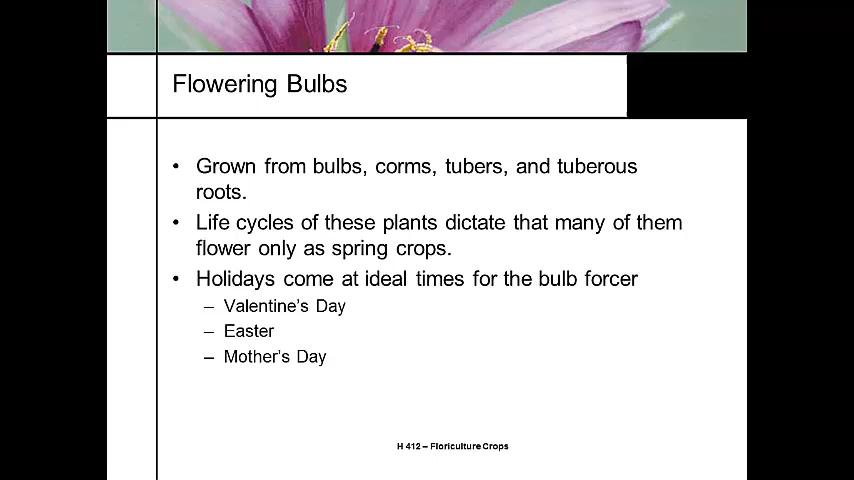 Flowering Bulbs
• Grown from bulbs, corms, tubers, and tuberous
roots.
• Life cycles of these plants dictate that many of them
flower only as spring crops.
• Holidays come at ideal times for the bulb forcer
– Valentine's Day
– Easter
– Mother's Day
H 412 – Floriculture Crops